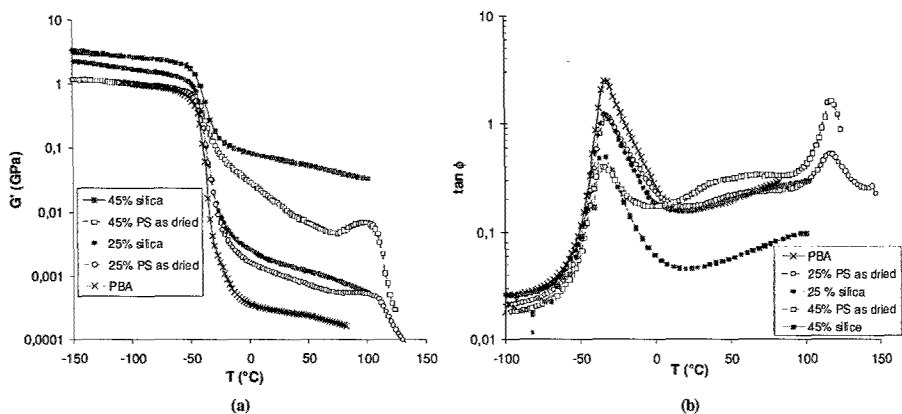 10
1
0,1
0,01
0,001
0,0001
G' (GPa)
45% silica
45% PS as dried
25% silica
25% PS as dried
PBA
-150
-100
-50
0
50
100
150
T (°C)
(a)
10
1
0,1
0,01
tan ϕ
PBA
25% PS as dried
25 % silica
45% PS as dried
45% silice
-100
-50
0
50
100
150
T (°C)
(b)